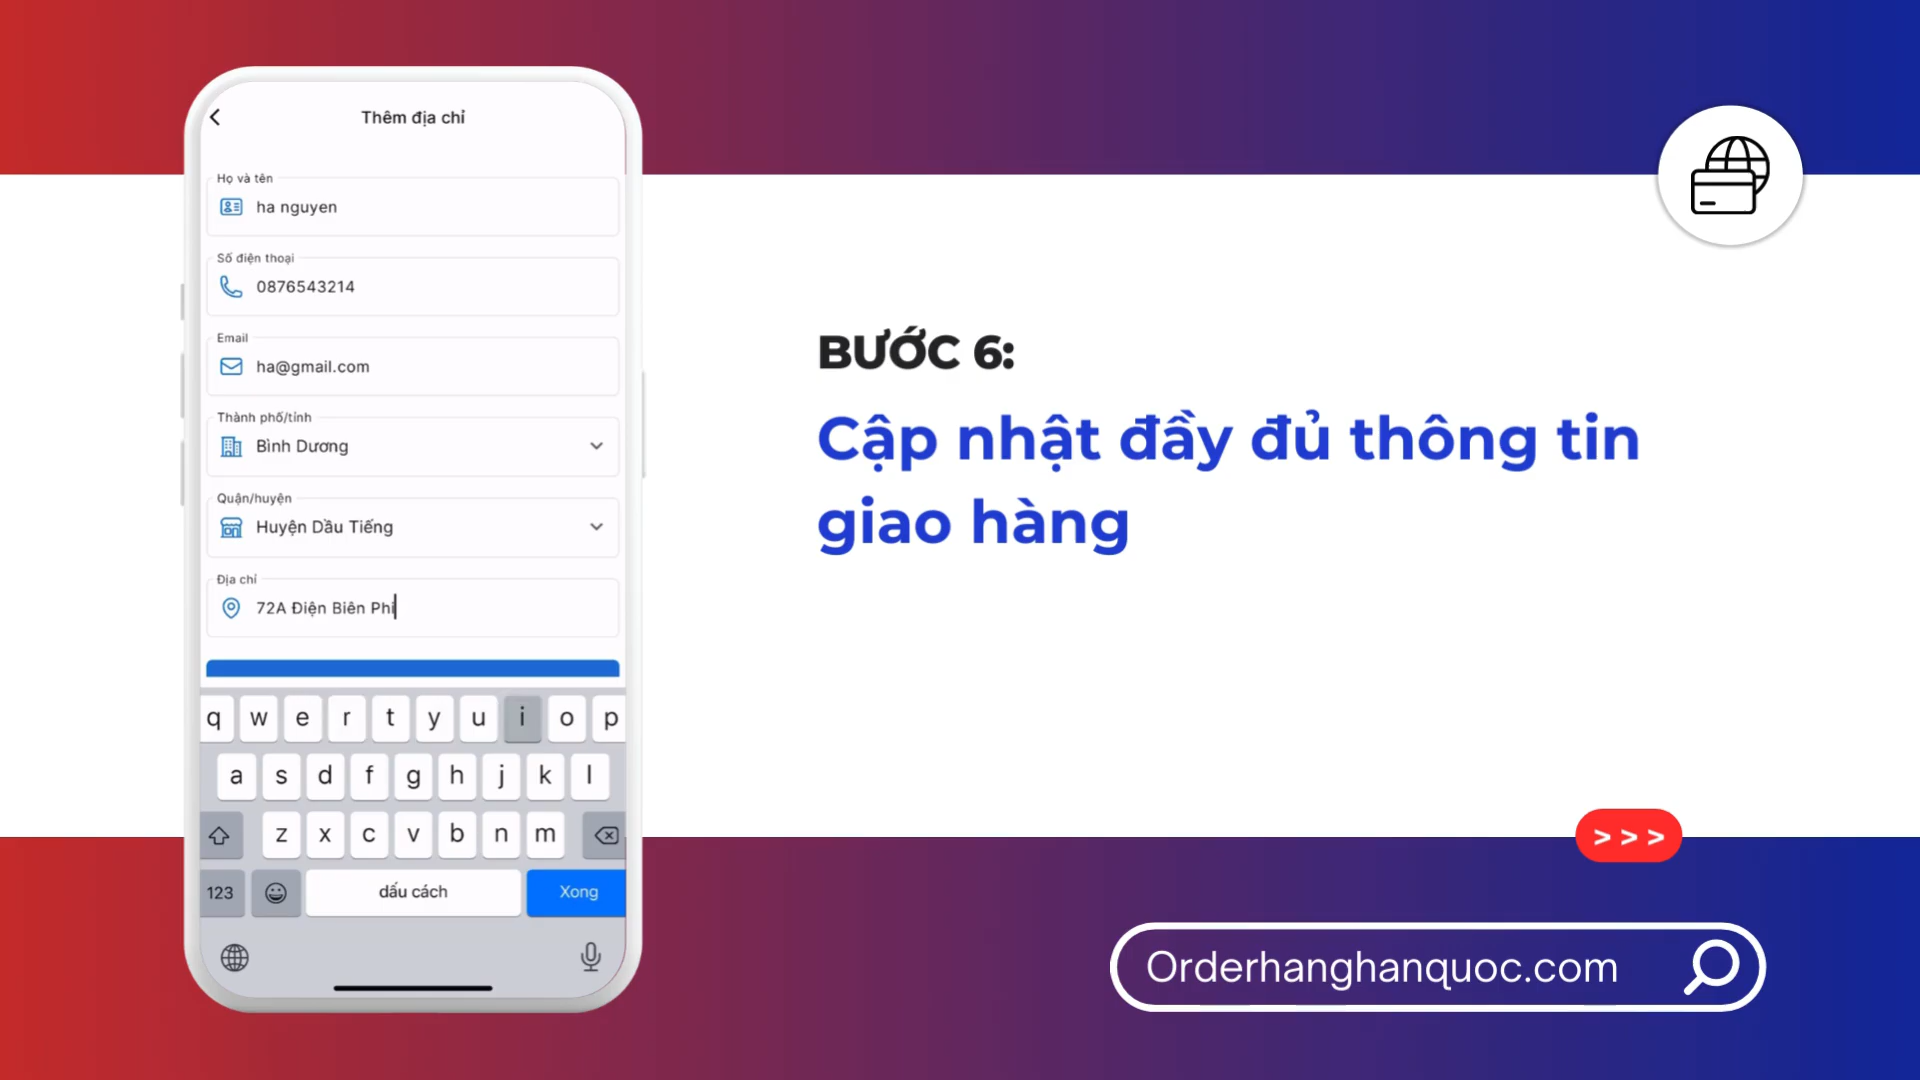 Thêm địa chỉ
Họ và tên
ha nguyen
Số điện thoại
0876543214
Email
ha@gmail.com
Thành phố/tỉnh
Bình Dương
Quận/huyện
Huyện Dầu Tiếng
Địa chỉ
72A Điện Biên Phi
q w e r t y u i o p
a s d f g h j k l
z x c v b n m
123 dấu cách Xong
BƯỚC 6:
Cập nhật đầy đủ thông tin
giao hàng
> > >
Orderhanghanquoc.com